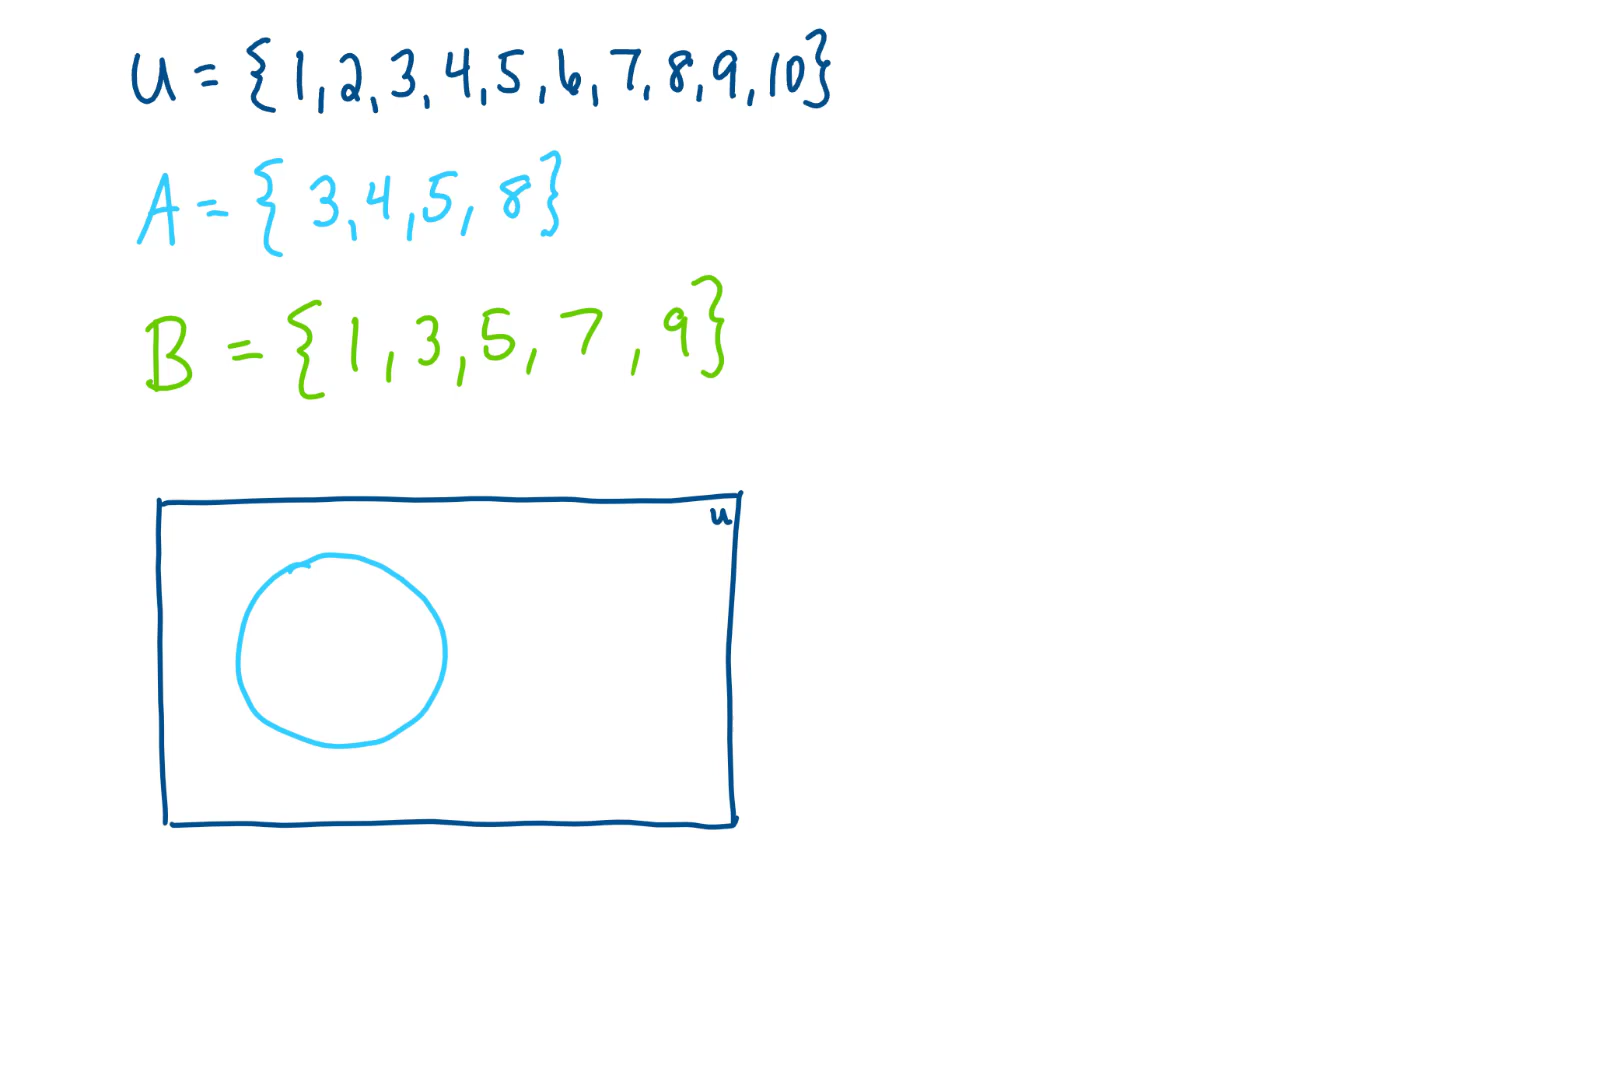 U = {1, 2, 3, 4, 5, 6, 7, 8, 9, 10}
A = {3, 4, 5, 8}
B = {1, 3, 5, 7, 9}
u